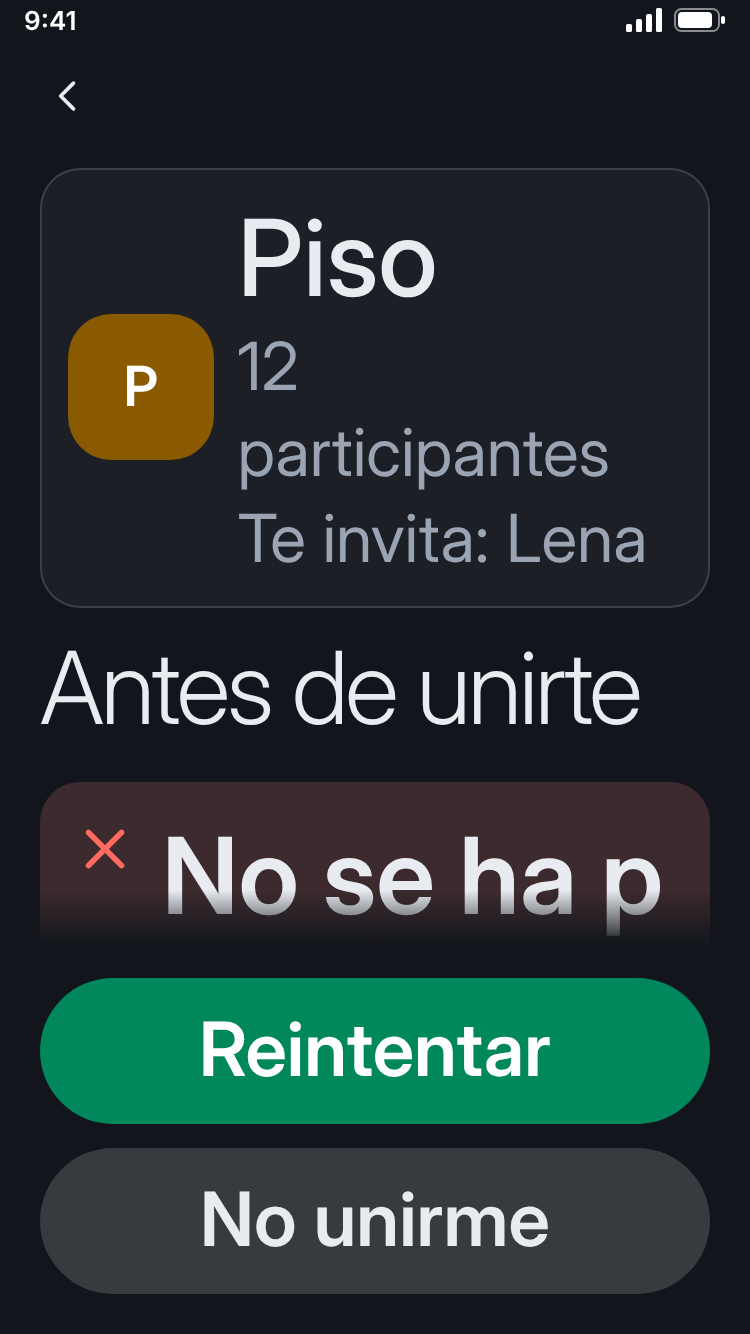 9:41
Piso
P
12
participantes
Te invita: Lena
Antes de unirte
No se ha p
Reintentar
No unirme